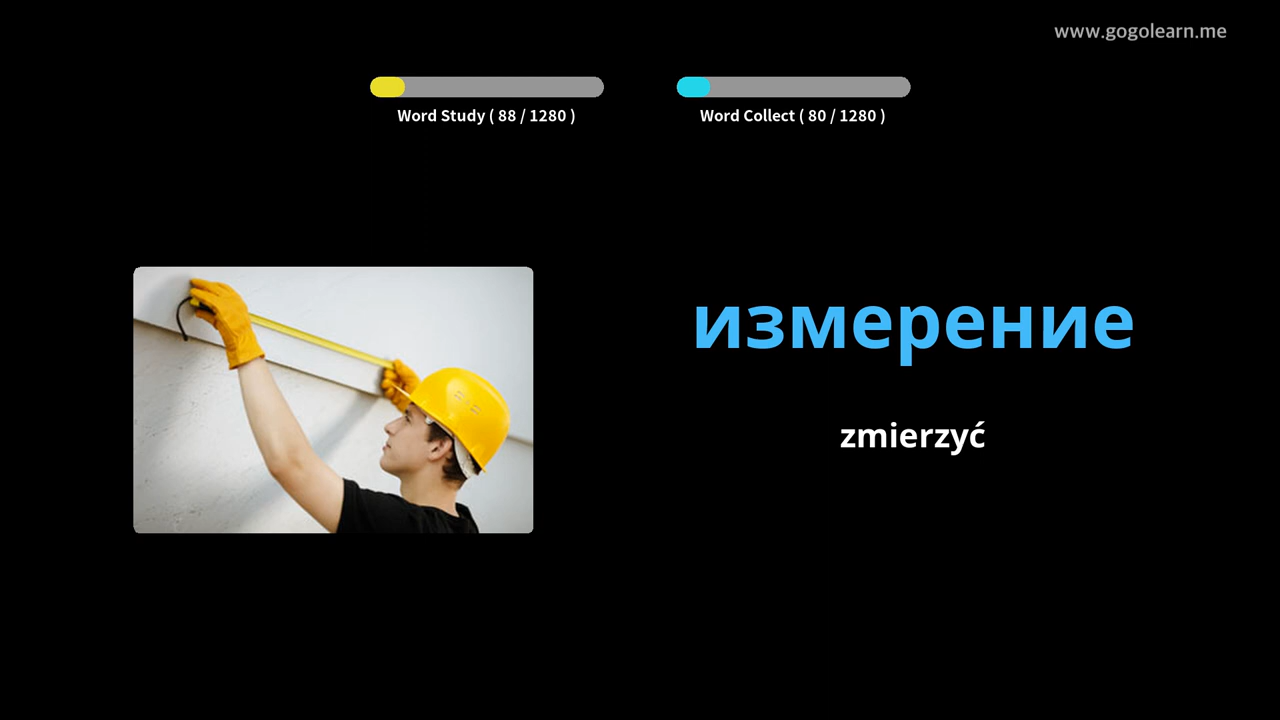 www.gogolearn.me
Word Study ( 88 / 1280 )
Word Collect ( 80 / 1280 )
измерение
zmierzyć